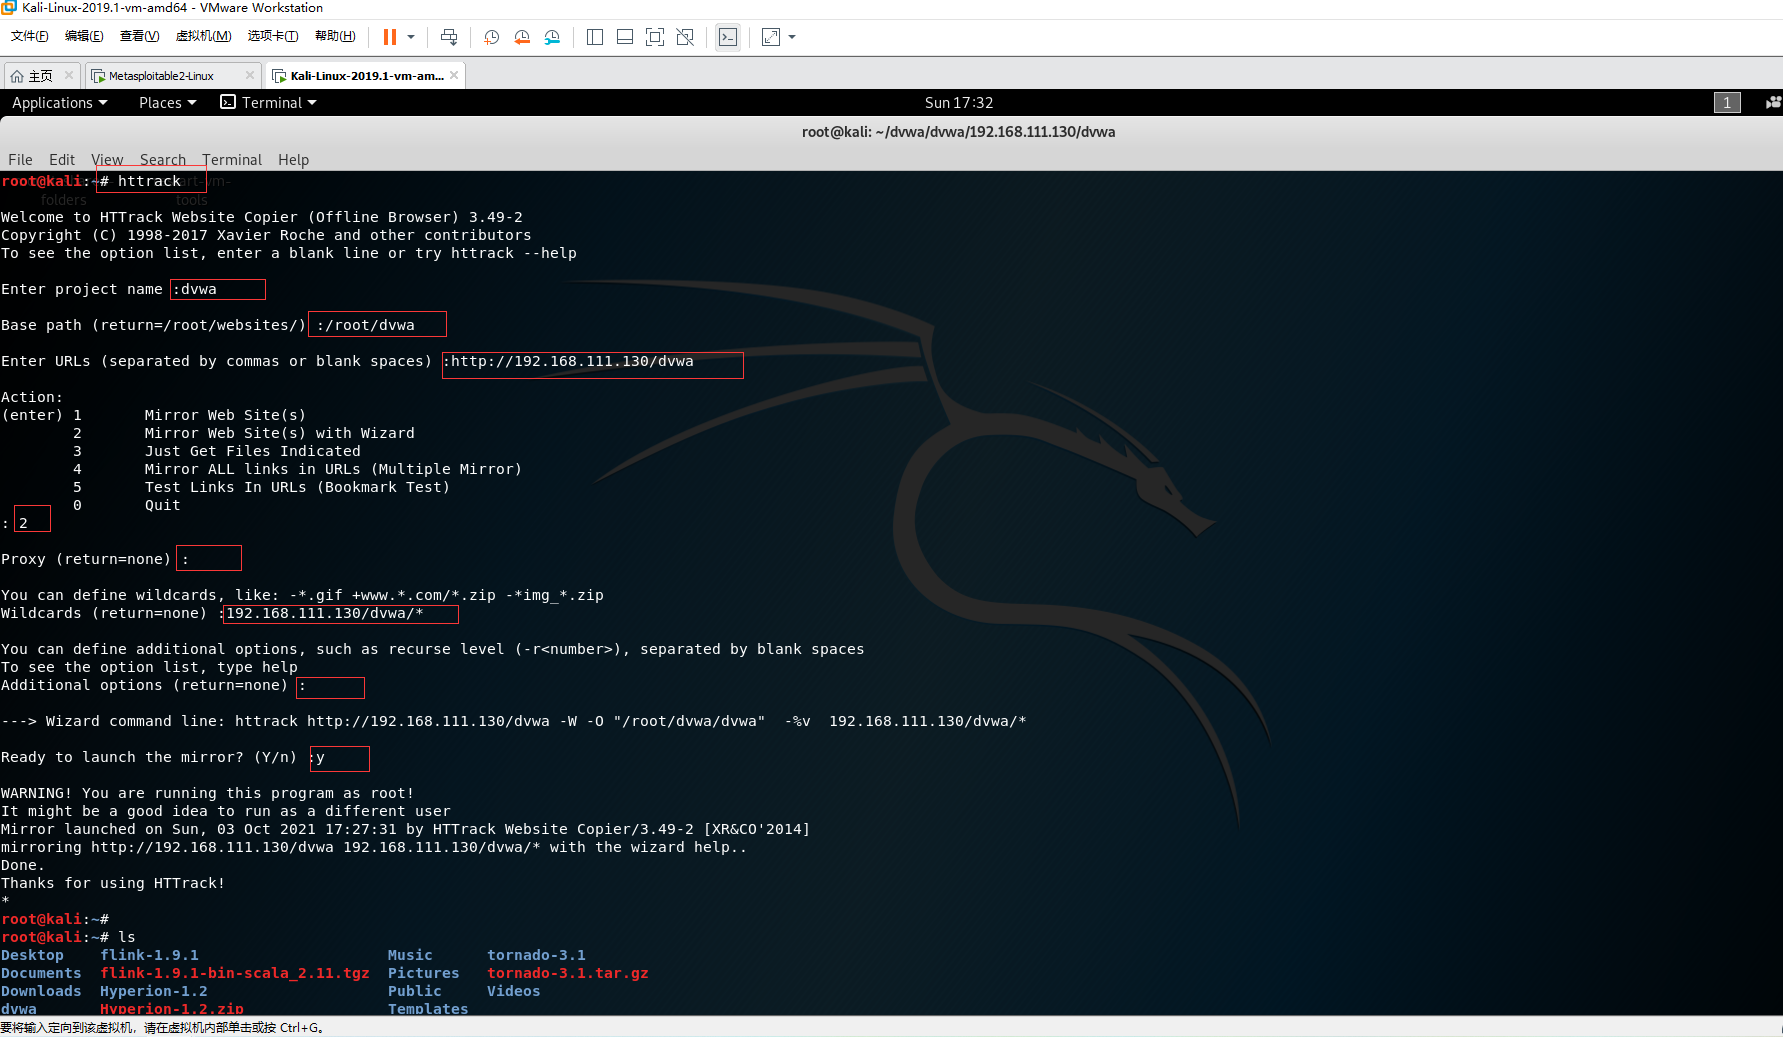 Kali-Linux-2019.1-vm-amd64 - VMware Workstation
文件(F) 编辑(E) 查看(V) 虚拟机(M) 选项卡(T) 帮助(H)
主页 Metasploitable2-Linux Kali-Linux-2019.1-vm-am...
Applications Places Terminal Sun 17:32 1
root@kali: ~/dvwa/dvwa/192.168.111.130/dvwa
File Edit View Search Terminal Help
root@kali:~# httrack
folders tools
Welcome to HTTrack Website Copier (Offline Browser) 3.49-2
Copyright (C) 1998-2017 Xavier Roche and other contributors
To see the option list, enter a blank line or try httrack --help
Enter project name :dvwa
Base path (return=/root/websites/) :/root/dvwa
Enter URLs (separated by commas or blank spaces) :http://192.168.111.130/dvwa
Action:
(enter) 1 Mirror Web Site(s)
2 Mirror Web Site(s) with Wizard
3 Just Get Files Indicated
4 Mirror ALL links in URLs (Multiple Mirror)
5 Test Links In URLs (Bookmark Test)
0 Quit
: 2
Proxy (return=none) :
You can define wildcards, like: -*.gif +www.*.com/*.zip -*img_*.zip
Wildcards (return=none) :192.168.111.130/dvwa/*
You can define additional options, such as recurse level (-r<number>), separated by blank spaces
To see the option list, type help
Additional options (return=none) :
---> Wizard command line: httrack http://192.168.111.130/dvwa -W -O "/root/dvwa/dvwa" -%v 192.168.111.130/dvwa/*
Ready to launch the mirror? (Y/n) :y
WARNING! You are running this program as root!
It might be a good idea to run as a different user
Mirror launched on Sun, 03 Oct 2021 17:27:31 by HTTrack Website Copier/3.49-2 [XR&CO'2014]
mirroring http://192.168.111.130/dvwa 192.168.111.130/dvwa/* with the wizard help..
Done.
Thanks for using HTTrack!
*
root@kali:~#
root@kali:~# ls
Desktop flink-1.9.1 Music tornado-3.1
Documents flink-1.9.1-bin-scala_2.11.tgz Pictures tornado-3.1.tar.gz
Downloads Hyperion-1.2 Public Videos
dvwa Hyperion-1.2.zip Templates
要将输入定向到该虚拟机，请在虚拟机内部单击或按 Ctrl+G。